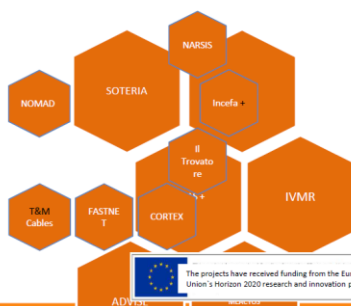 NARSIS
SOTERIA
NOMAD
Incefa +
Il
Trovato
re
IVMR
T&M
Cables
FASTNE
T
CORTEX
The projects have received funding from the Eu
Union's Horizon 2020 research and innovation p
ADVISE